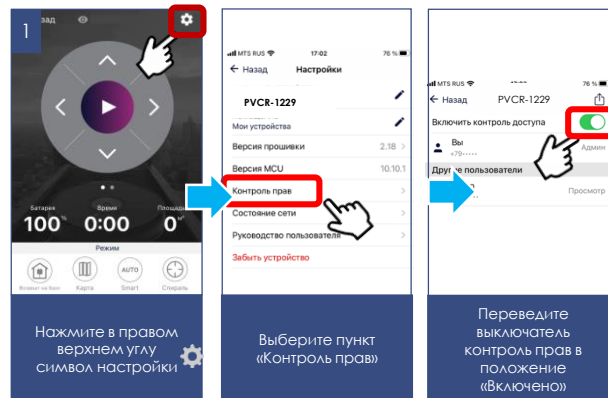 1
зад
Батарея
Время
Площадь
100%
0:00
0
Режим
Карта
AUTO
Smart
Спираль
Нажмите в правом
верхнем углу
символ настройки
MTS RUS
17:02
76 %
Назад
Настройки
PVCR-1229
Мои устройства
Версия прошивки
2.18
Версия MCU
10.10.1
Контроль прав
Состояние сети
Руководство пользователя
Забыть устройство
Выберите пункт
«Контроль прав»
MTS RUS
76 %
Назад
PVCR-1229
Включить контроль доступа
Вы
Админ
+79
Другие пользователи
Просмотр
Переведите
выключатель
контроль прав в
положение
«Включено»